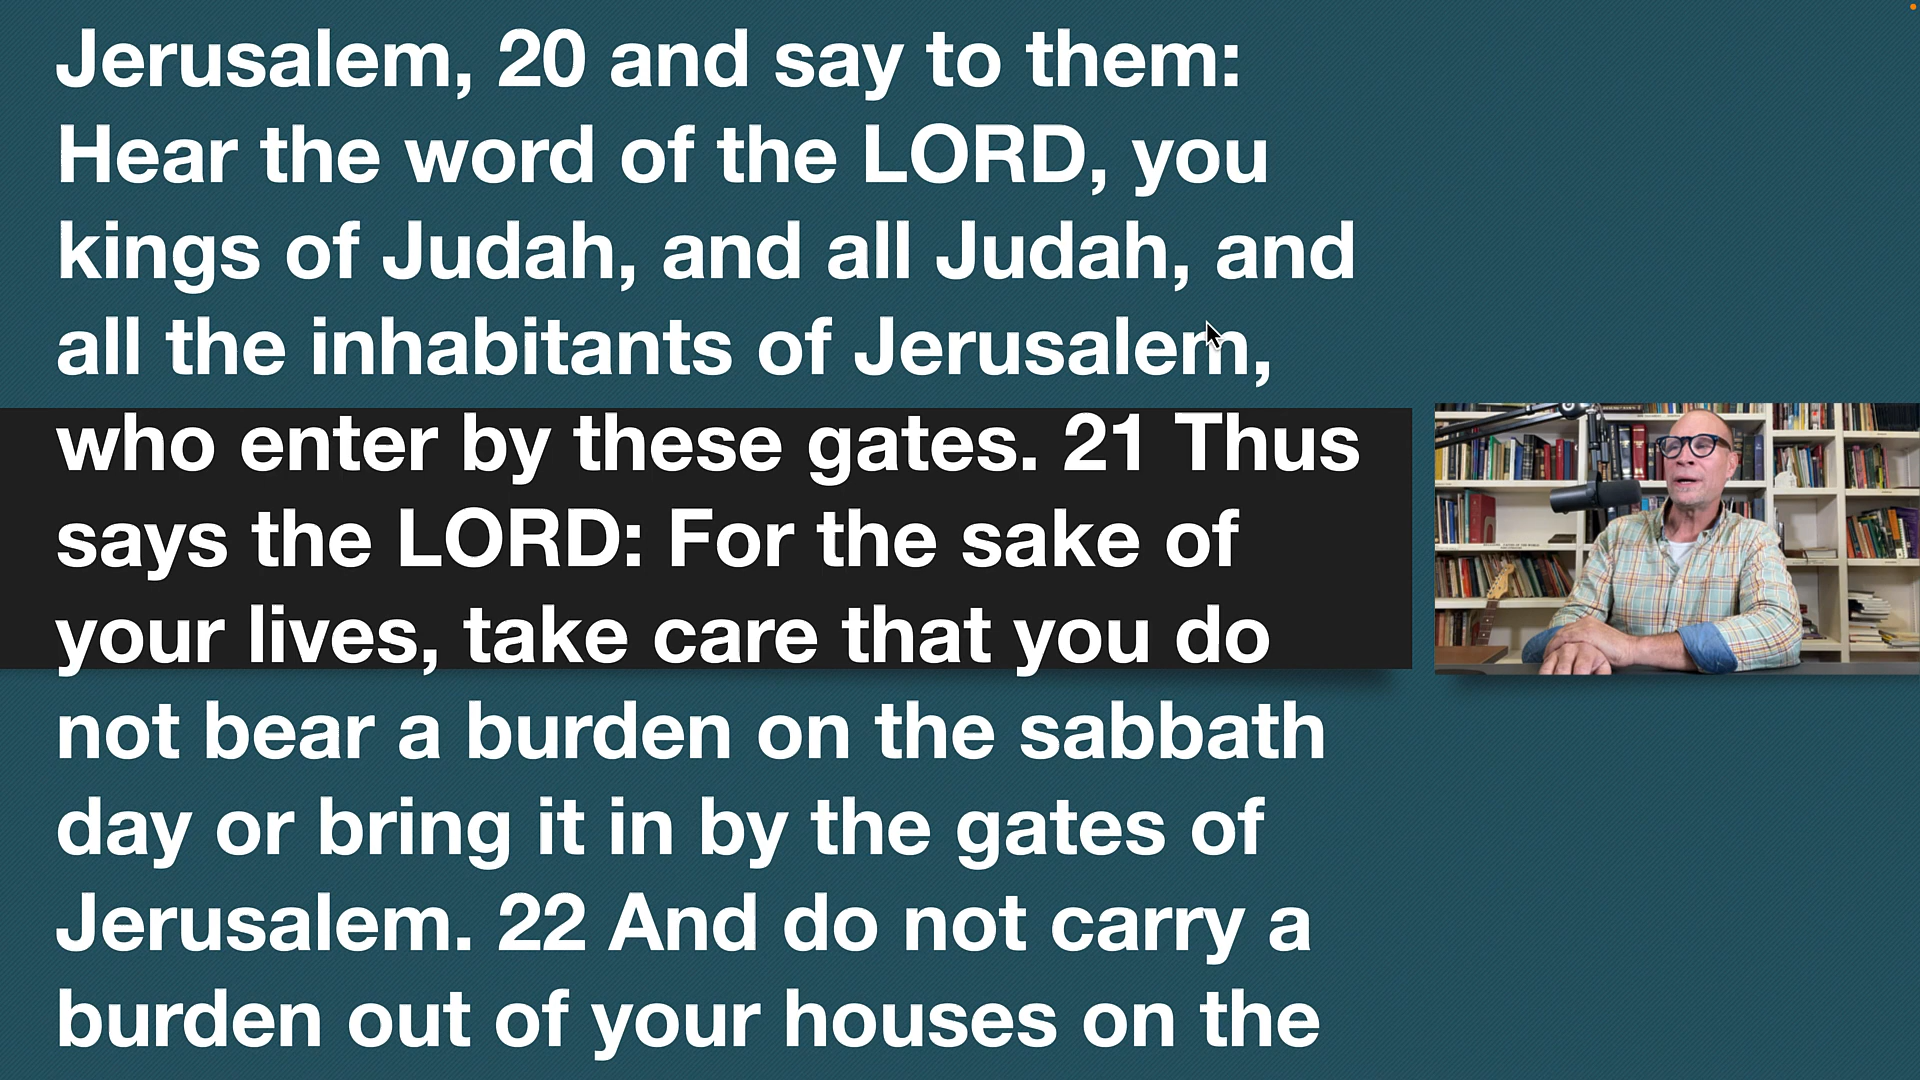 Jerusalem, 20 and say to them:
Hear the word of the LORD, you
kings of Judah, and all Judah, and
all the inhabitants of Jerusalem,
who enter by these gates. 21 Thus
says the LORD: For the sake of
your lives, take care that you do
not bear a burden on the sabbath
day or bring it in by the gates of
Jerusalem. 22 And do not carry a
burden out of your houses on the